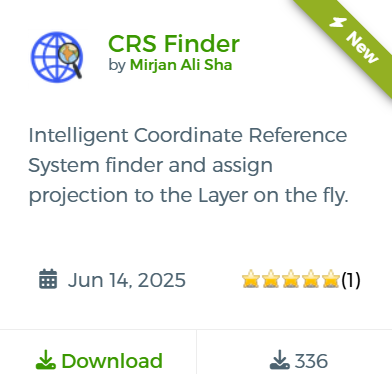 New
CRS Finder
by Mirjan Ali Sha
Intelligent Coordinate Reference
System finder and assign
projection to the Layer on the fly.
Jun 14, 2025 (1)
Download 336